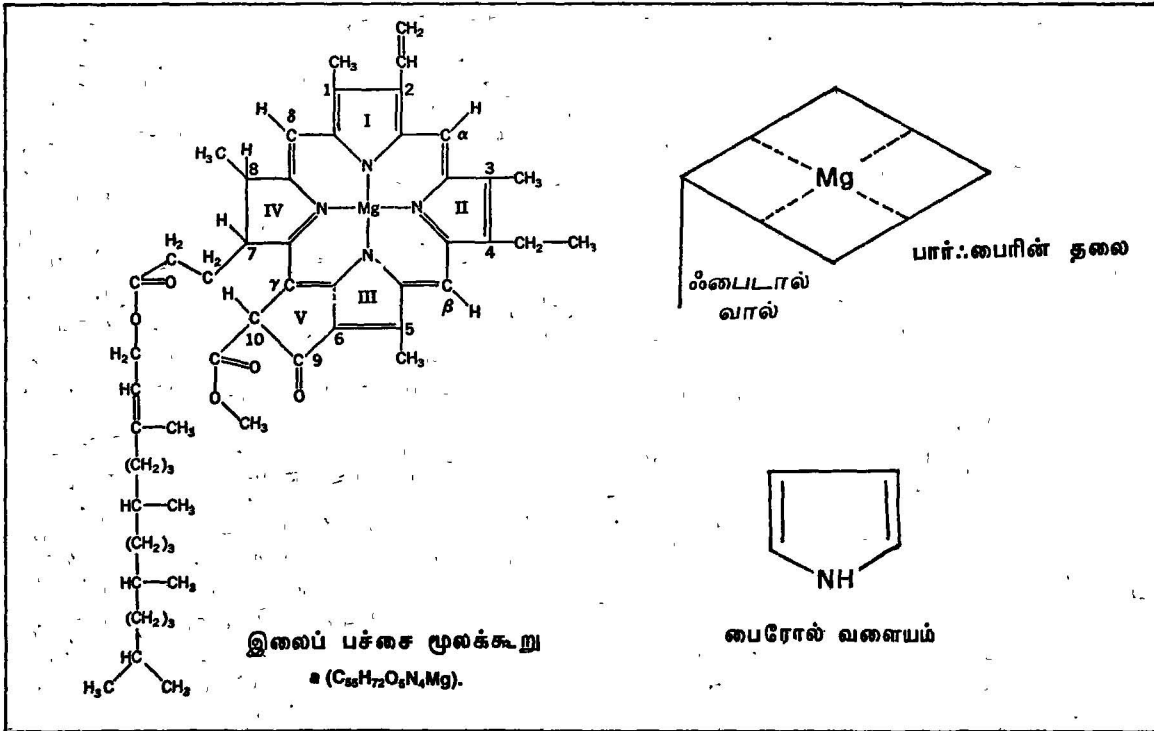 CH₂
CH₃ CH
1 2
H δ I α H
H
H₃C 8 N 3 CH₃
IV N Mg N II
H 7 N 4 CH₂ CH₃
H₂ H₂
C C
C O γ III β H
H
O C V
10 6 5
H₂C C O 9 CH₃
HC O O
CH₃
C CH₃
(CH₂)₃
HC CH₃
(CH₂)₃
HC CH₃
(CH₂)₃
HC
H₃C CH₃
இலைப் பச்சை மூலக்கூறு
a (C₅₅H₇₂O₅N₄Mg).
Mg
பார்ஃபைரின் தலை
ஃபைடால்
வால்
NH
பைரோல் வளையம்